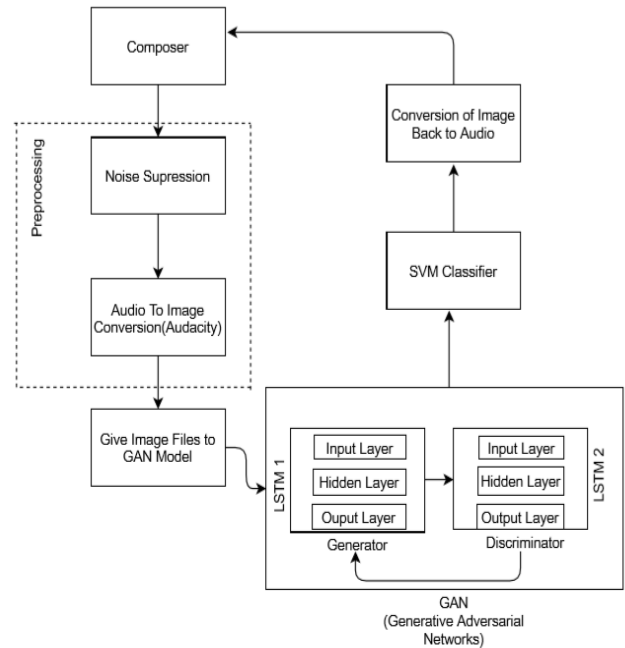 Composer
Preprocessing
Noise Supression
Audio To Image
Conversion(Audacity)
Give Image Files to
GAN Model
Conversion of Image
Back to Audio
SVM Classifier
LSTM 1
Input Layer
Hidden Layer
Ouput Layer
Generator
Input Layer
Hidden Layer
Output Layer
Discriminator
LSTM 2
GAN
(Generative Adversarial
Networks)